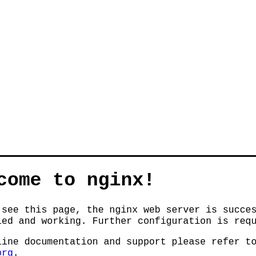 come to nginx!
see this page, the nginx web server is succes
ed and working. Further configuration is requ
line documentation and support please refer to
org.